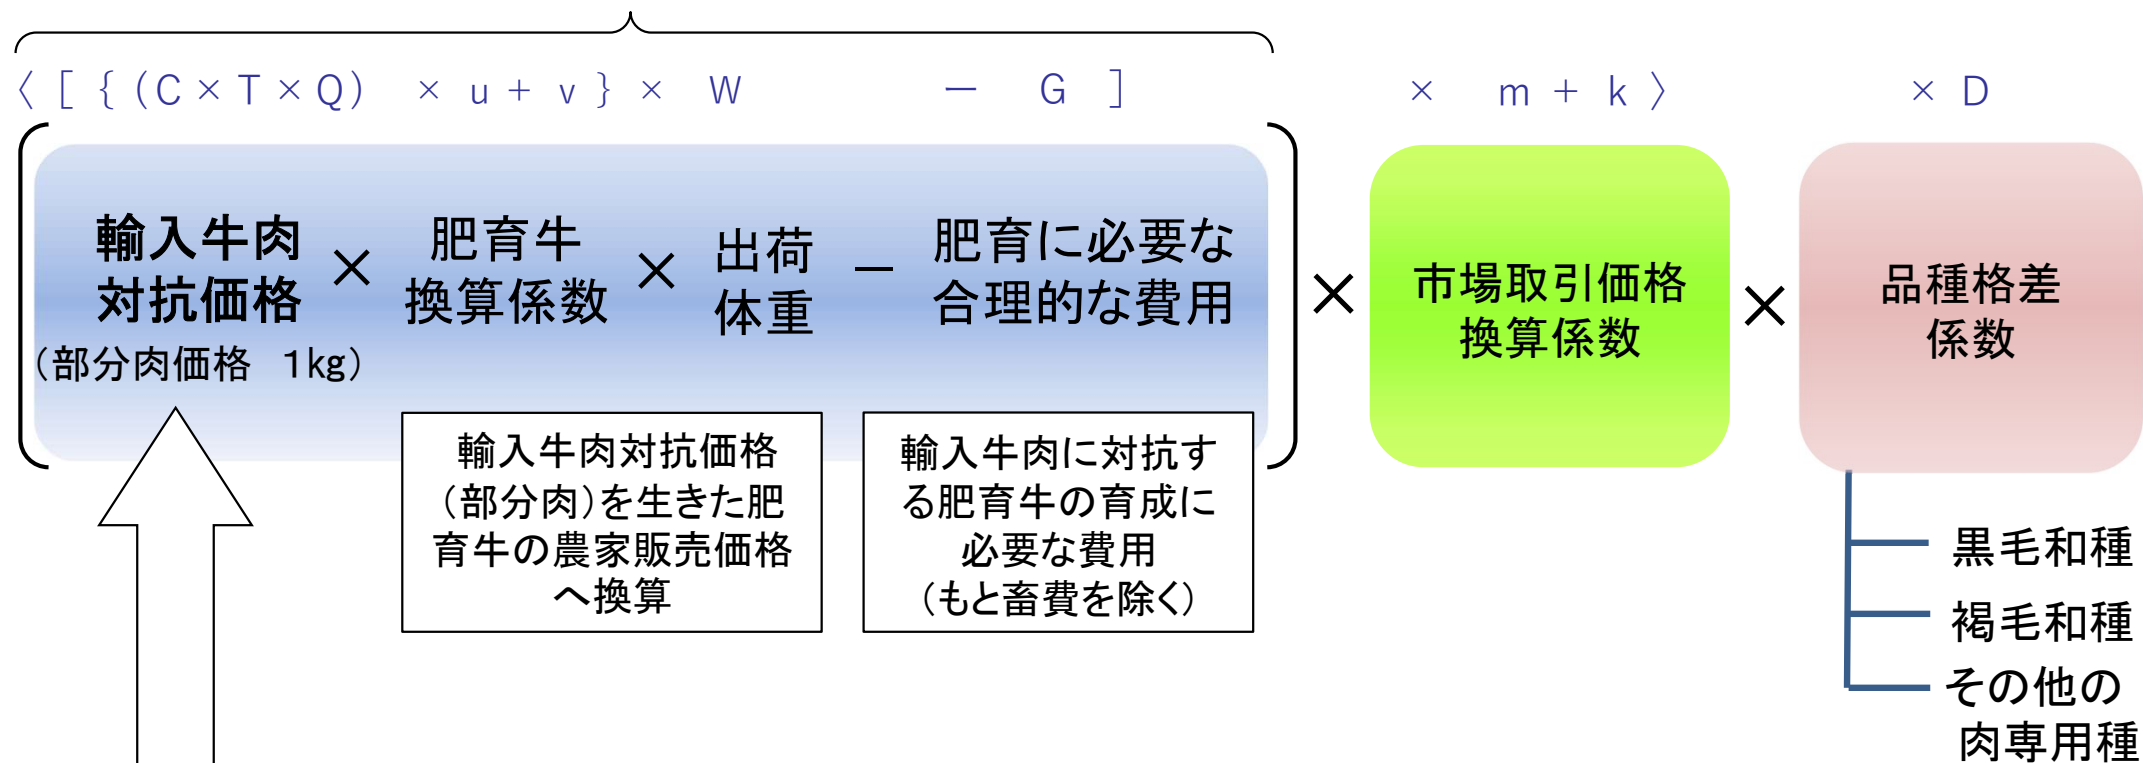 〈［｛（C×T×Q） × u + v｝× W － G ］ × m + k〉 × D
輸入牛肉
対抗価格
（部分肉価格　1kg）
×
肥育牛
換算係数
×
出荷
体重
－
肥育に必要な
合理的な費用
×
市場取引価格
換算係数
×
品種格差
係数
輸入牛肉対抗価格
（部分肉）を生きた肥
育牛の農家販売価格
へ換算
輸入牛肉に対抗す
る肥育牛の育成に
必要な費用
（もと畜費を除く）
黒毛和種
褐毛和種
その他の
肉専用種